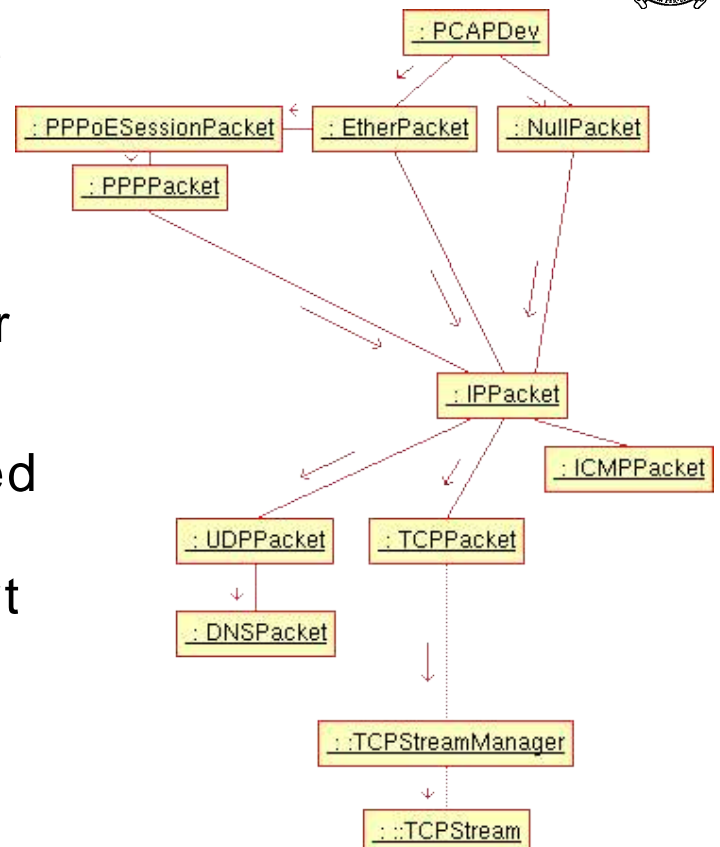 : PCAPDev
: PPPoESessionPacket
: EtherPacket
: NullPacket
: PPPPacket
r
: IPPacket
ed
: ICMPPacket
: UDPPacket
: TCPPacket
t
: DNSPacket
: :TCPStreamManager
: ::TCPStream